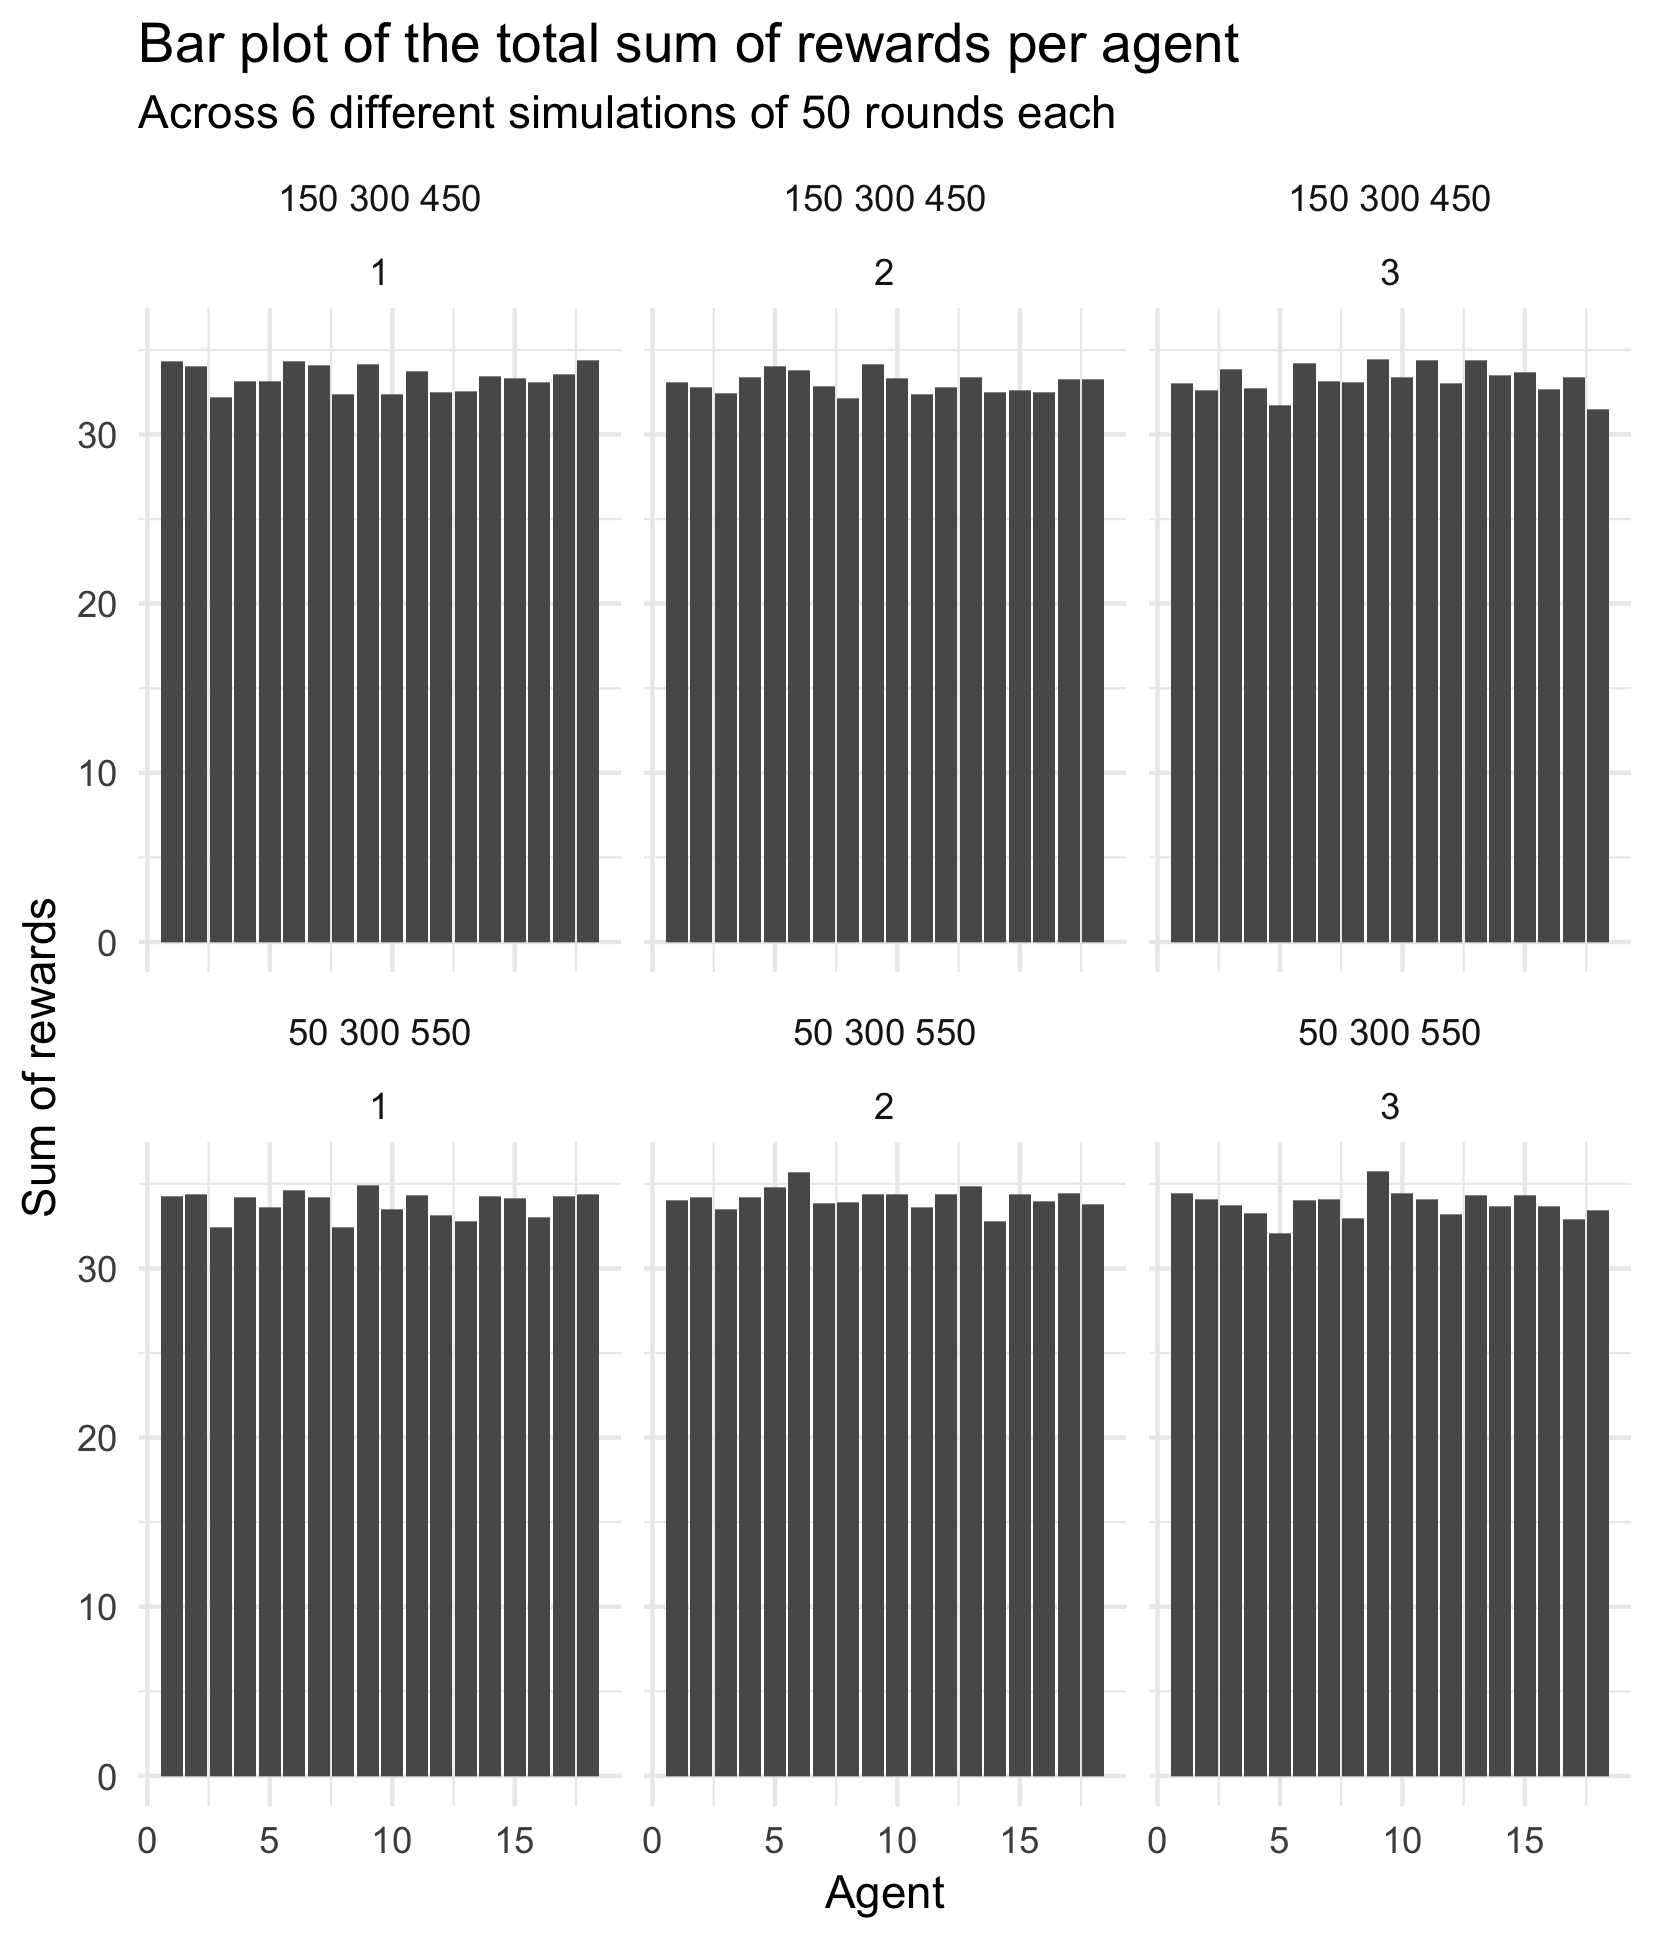 Bar plot of the total sum of rewards per agent
Across 6 different simulations of 50 rounds each
150 300 450
150 300 450
150 300 450
1
2
3
30
20
10
0
Sum of rewards
50 300 550
50 300 550
50 300 550
1
2
3
30
20
10
0
0 5 10 15
0 5 10 15
0 5 10 15
Agent